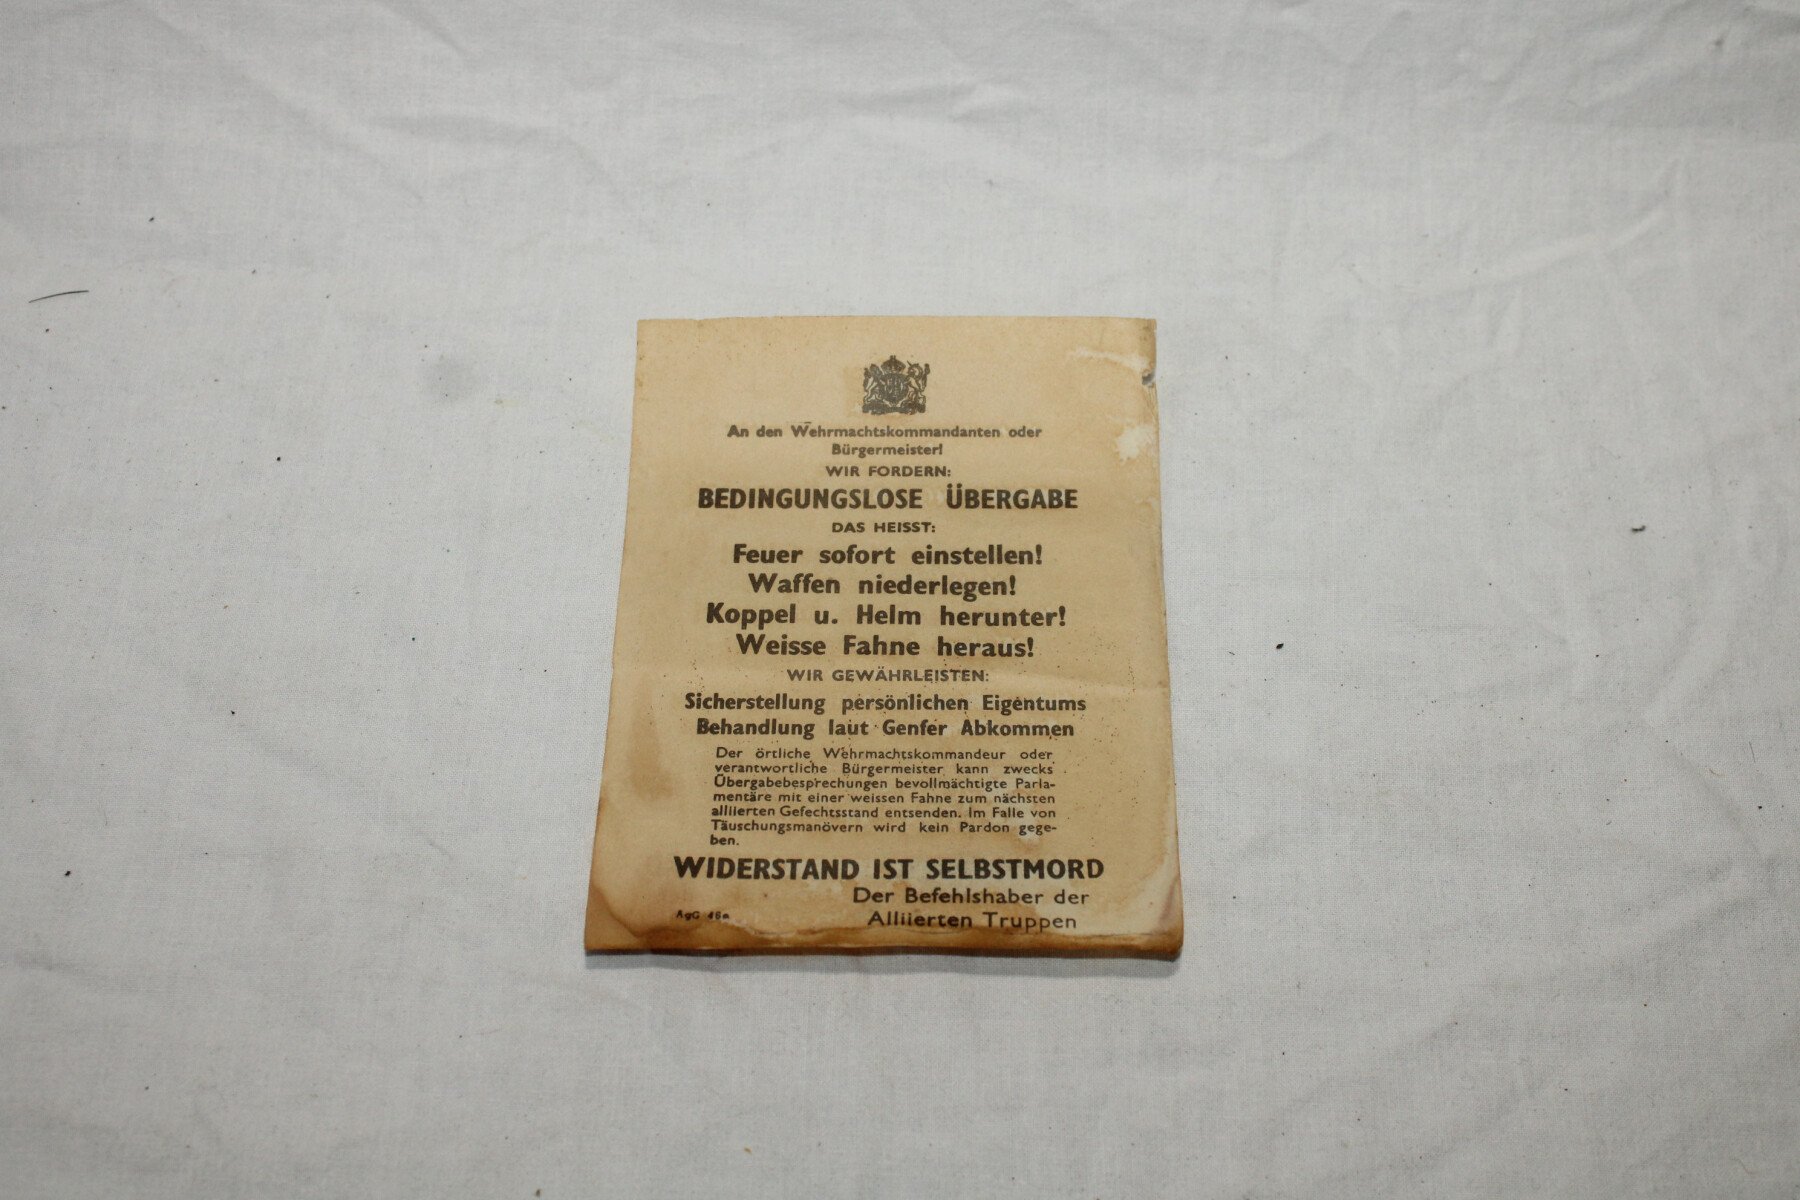 An den Wehrmachtskommandanten oder
Bürgermeister!
WIR FORDERN:
BEDINGUNGSLOSE ÜBERGABE
DAS HEISST:
Feuer sofort einstellen!
Waffen niederlegen!
Koppel u. Helm herunter!
Weisse Fahne heraus!
WIR GEWÄHRLEISTEN:
Sicherstellung persönlichen Eigentums
Behandlung laut Genfer Abkommen
Der örtliche Wehrmachtskommandeur oder
verantwortliche Bürgermeister kann zwecks
Übergabebesprechungen bevollmächtigte Parla-
mentäre mit einer weissen Fahne zum nächsten
alliierten Gefechtsstand entsenden. Im Falle von
Täuschungsmanövern wird kein Pardon gege-
ben.
WIDERSTAND IST SELBSTMORD
Der Befehlshaber der
Alliierten Truppen
AgG 46a